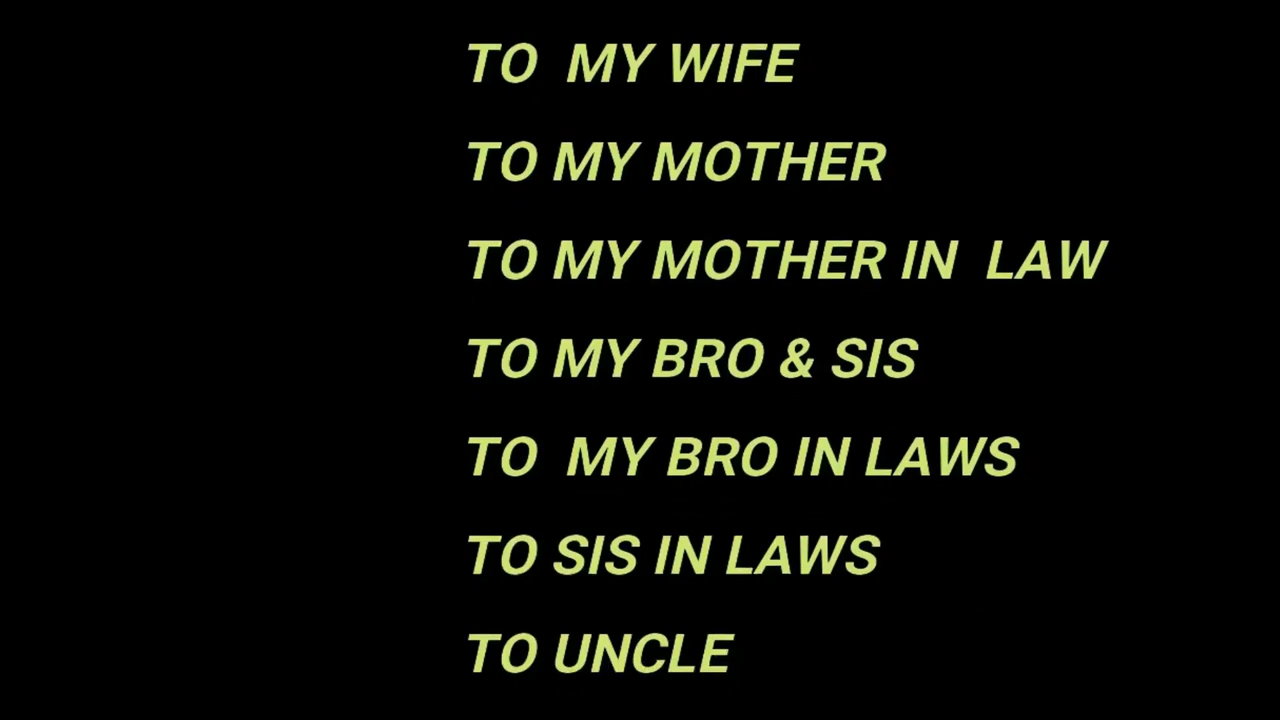 TO  MY WIFE
TO MY MOTHER
TO MY MOTHER IN  LAW
TO MY BRO & SIS
TO  MY BRO IN LAWS
TO SIS IN LAWS
TO UNCLE